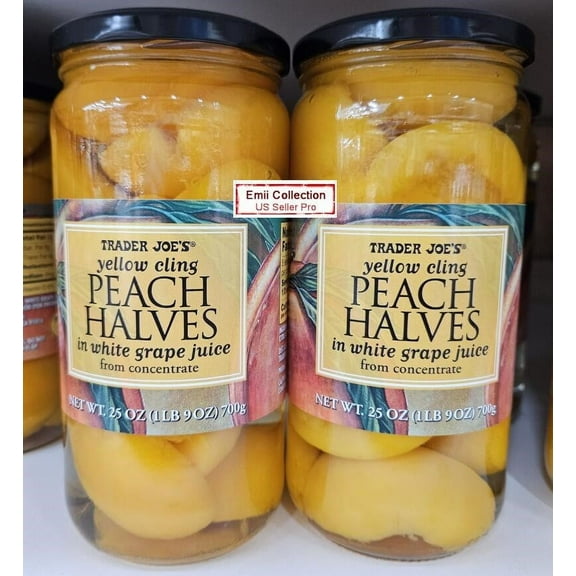 Emii Collection
US Seller Pro
TRADER JOE'S®
yellow cling
PEACH
HALVES
in white grape juice
from concentrate
NET WT. 25 OZ (1LB 9OZ) 700g
TRADER JOE'S®
yellow cling
PEACH
HALVES
in white grape juice
from concentrate
NET WT. 25 OZ (1LB 9OZ) 700g